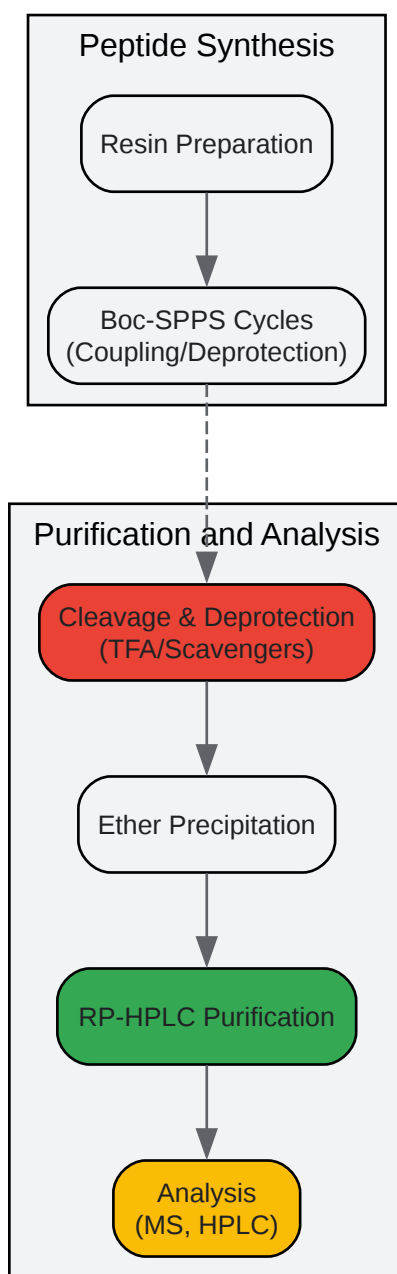 Peptide Synthesis
Resin Preparation
Boc-SPPS Cycles
(Coupling/Deprotection)
Purification and Analysis
Cleavage & Deprotection
(TFA/Scavengers)
Ether Precipitation
RP-HPLC Purification
Analysis
(MS, HPLC)